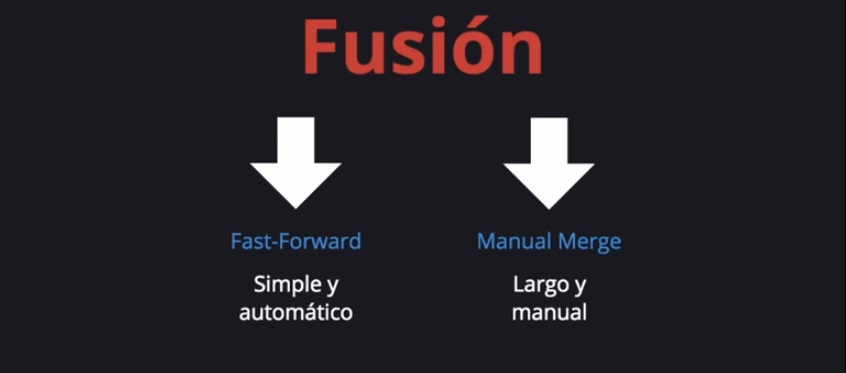 Fusión
Fast-Forward
Manual Merge
Simple y
automático
Largo y
manual